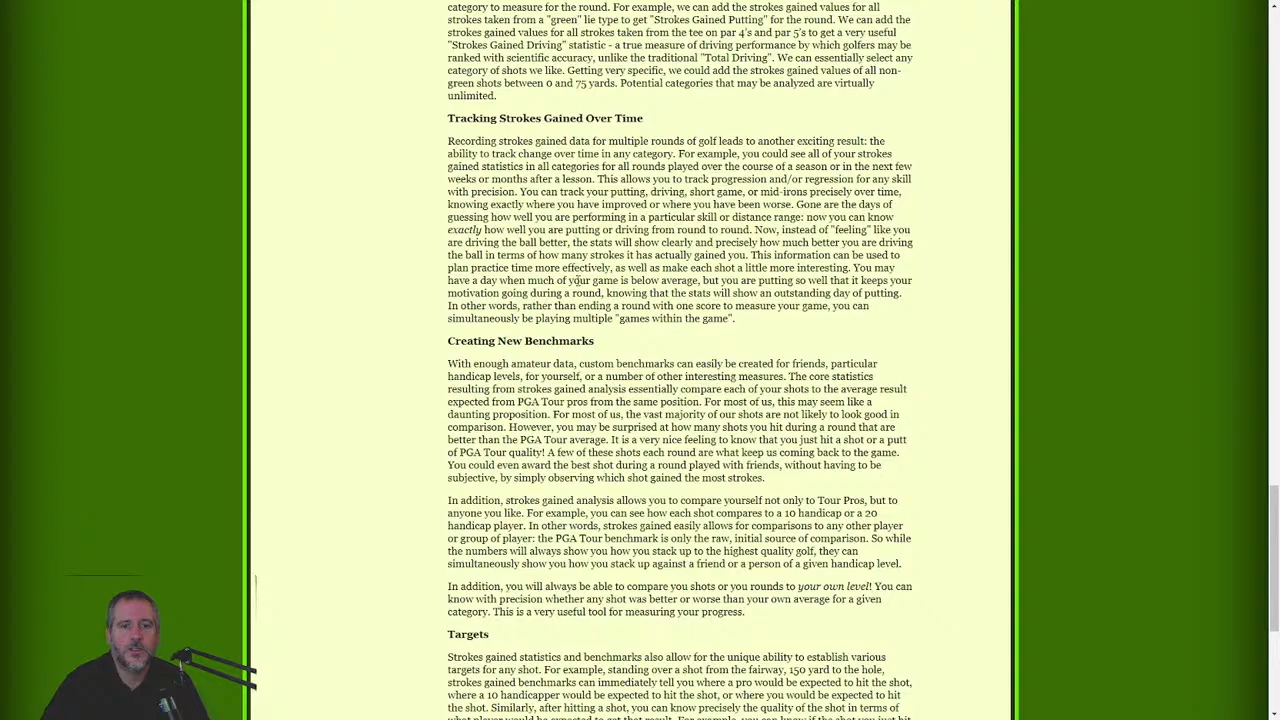 category to measure for the round. For example, we can add the strokes gained values for all
strokes taken from a "green" lie type to get "Strokes Gained Putting" for the round. We can add the
strokes gained values for all strokes taken from the tee on par 4's and par 5's to get a very useful
"Strokes Gained Driving" statistic - a true measure of driving performance by which golfers may be
ranked with scientific accuracy, unlike the traditional "Total Driving". We can essentially select any
category of shots we like. Getting very specific, we could add the strokes gained values of all non-
green shots between 0 and 75 yards. Potential categories that may be analyzed are virtually
unlimited.
Tracking Strokes Gained Over Time
Recording strokes gained data for multiple rounds of golf leads to another exciting result: the
ability to track change over time in any category. For example, you could see all of your strokes
gained statistics in all categories for all rounds played over the course of a season or in the next few
weeks or months after a lesson. This allows you to track progression and/or regression for any skill
with precision. You can track your putting, driving, short game, or mid-irons precisely over time,
knowing exactly where you have improved or where you have been worse. Gone are the days of
guessing how well you are performing in a particular skill or distance range: now you can know
exactly how well you are putting or driving from round to round. Now, instead of "feeling" like you
are driving the ball better, the stats will show clearly and precisely how much better you are driving
the ball in terms of how many strokes it has actually gained you. This information can be used to
plan practice time more effectively, as well as make each shot a little more interesting. You may
have a day when much of your game is below average, but you are putting so well that it keeps your
motivation going during a round, knowing that the stats will show an outstanding day of putting.
In other words, rather than ending a round with one score to measure your game, you can
simultaneously be playing multiple "games within the game".
Creating New Benchmarks
With enough amateur data, custom benchmarks can easily be created for friends, particular
handicap levels, for yourself, or a number of other interesting measures. The core statistics
resulting from strokes gained analysis essentially compare each of your shots to the average result
expected from PGA Tour pros from the same position. For most of us, this may seem like a
daunting proposition. For most of us, the vast majority of our shots are not likely to look good in
comparison. However, you may be surprised at how many shots you hit during a round that are
better than the PGA Tour average. It is a very nice feeling to know that you just hit a shot or a putt
of PGA Tour quality! A few of these shots each round are what keep us coming back to the game.
You could even award the best shot during a round played with friends, without having to be
subjective, by simply observing which shot gained the most strokes.
In addition, strokes gained analysis allows you to compare yourself not only to Tour Pros, but to
anyone you like. For example, you can see how each shot compares to a 10 handicap or a 20
handicap player. In other words, strokes gained easily allows for comparisons to any other player
or group of player: the PGA Tour benchmark is only the raw, initial source of comparison. So while
the numbers will always show you how you stack up to the highest quality golf, they can
simultaneously show you how you stack up against a friend or a person of a given handicap level.
In addition, you will always be able to compare you shots or you rounds to your own level! You can
know with precision whether any shot was better or worse than your own average for a given
category. This is a very useful tool for measuring your progress.
Targets
Strokes gained statistics and benchmarks also allow for the unique ability to establish various
targets for any shot. For example, standing over a shot from the fairway, 150 yard to the hole,
strokes gained benchmarks can immediately tell you where a pro would be expected to hit the shot,
where a 10 handicapper would be expected to hit the shot, or where you would be expected to hit
the shot. Similarly, after hitting a shot, you can know precisely the quality of the shot in terms of
what player would be expected to get that result. For example, you can know if the shot you just hit